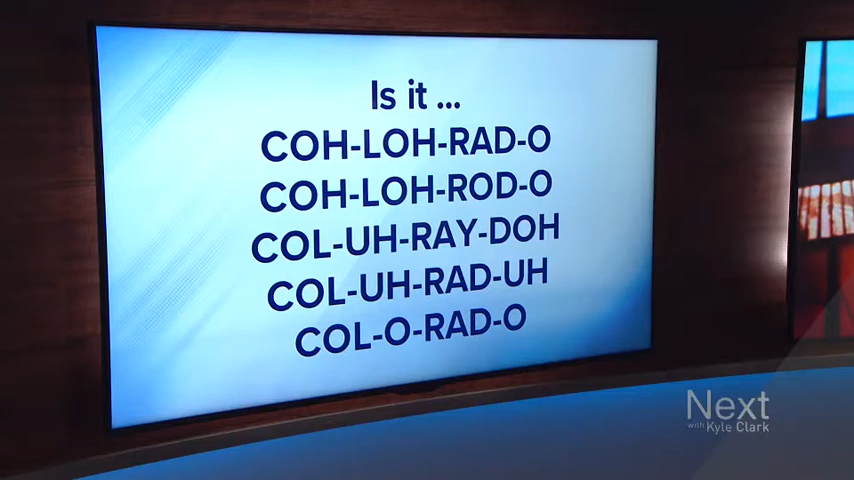 Is it ...
COH-LOH-RAD-O
COH-LOH-ROD-O
COL-UH-RAY-DOH
COL-UH-RAD-UH
COL-O-RAD-O
Next
with Kyle Clark